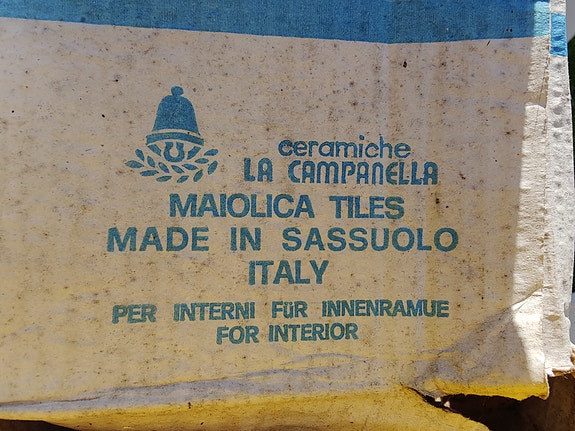 ceramiche
LA CAMPANELLA
MAIOLICA TILES
MADE IN SASSUOLO
ITALY
PER INTERNI FüR INNENRAMUE
FOR INTERIOR